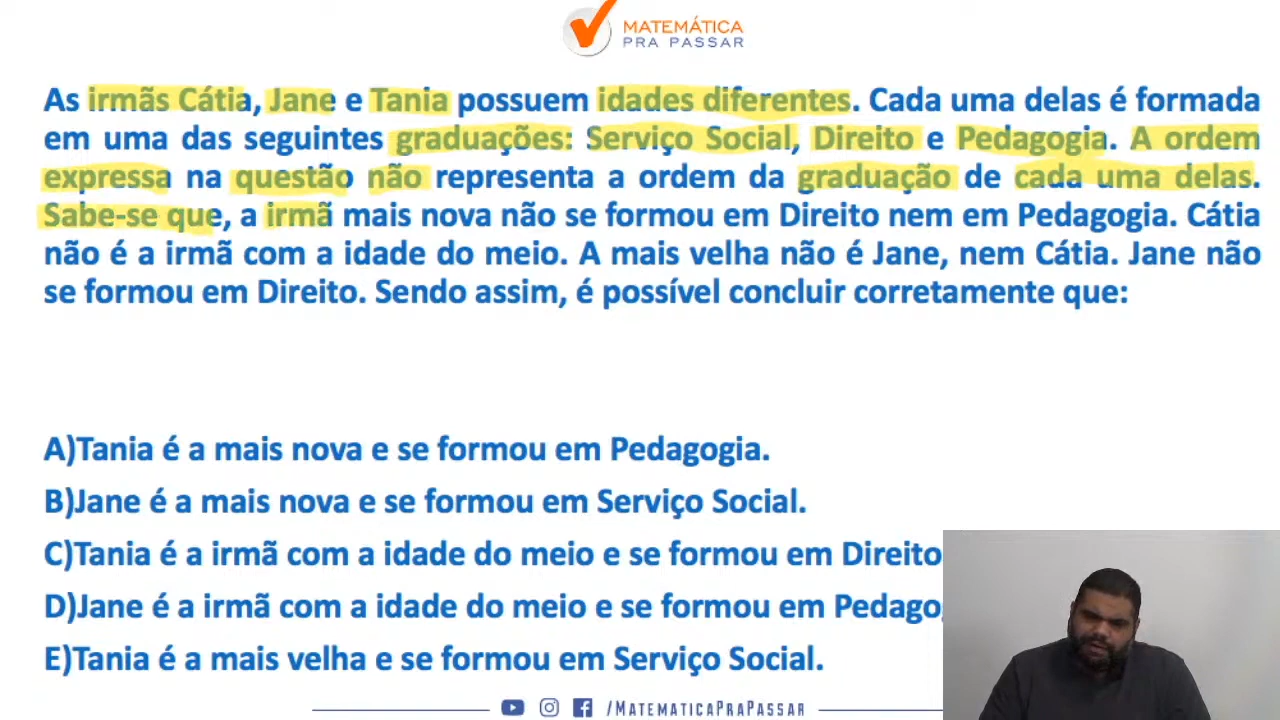 MATEMÁTICA
PRA PASSAR
As irmãs Cátia, Jane e Tania possuem idades diferentes. Cada uma delas é formada
em uma das seguintes graduações: Serviço Social, Direito e Pedagogia. A ordem
expressa na questão não representa a ordem da graduação de cada uma delas.
Sabe-se que, a irmã mais nova não se formou em Direito nem em Pedagogia. Cátia
não é a irmã com a idade do meio. A mais velha não é Jane, nem Cátia. Jane não
se formou em Direito. Sendo assim, é possível concluir corretamente que:
A)Tania é a mais nova e se formou em Pedagogia.
B)Jane é a mais nova e se formou em Serviço Social.
C)Tania é a irmã com a idade do meio e se formou em Direito
D)Jane é a irmã com a idade do meio e se formou em
E)Tania é a mais velha e se formou em Serviço Social.
/MATEMATICAPRAPASSAR